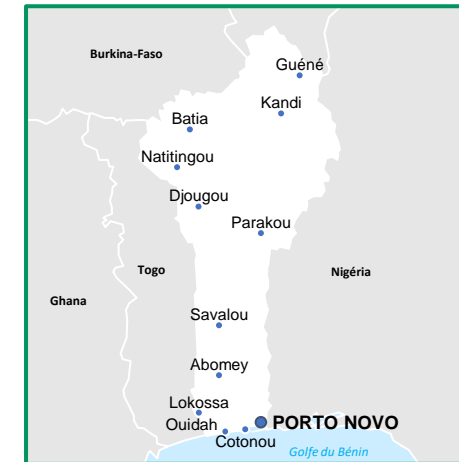 Burkina-Faso
Guéné
Kandi
Batia
Natitingou
Djougou
Parakou
Togo
Nigéria
Ghana
Savalou
Abomey
Lokossa
Ouidah
PORTO NOVO
Cotonou
Golfe du Bénin